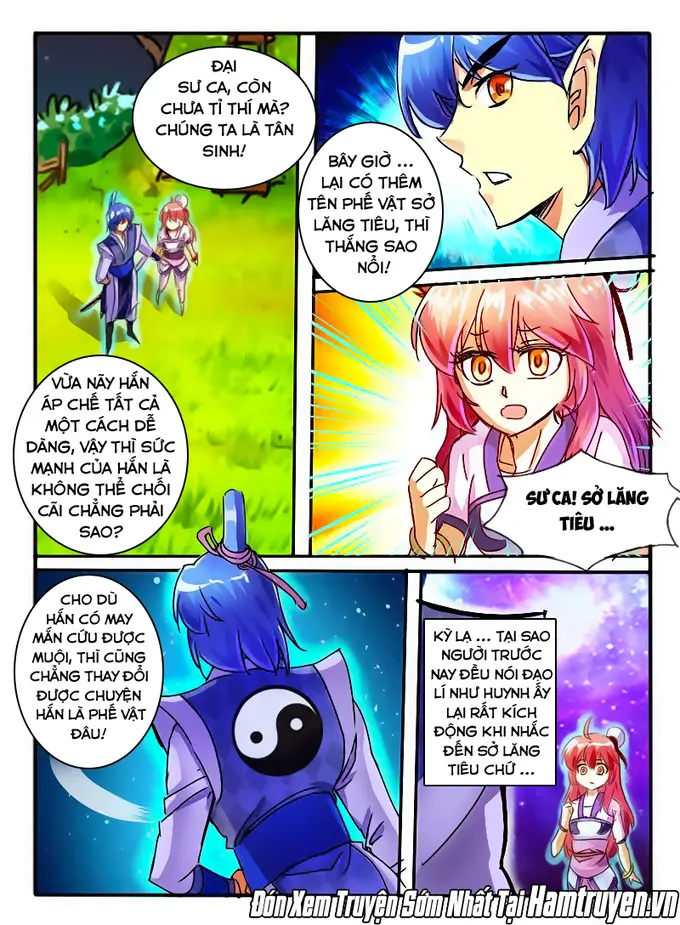 ĐẠI
SƯ CA, CÒN
CHƯA TỈ THÍ MÀ?
CHÚNG TA LÀ TÂN
SINH!
BÂY GIỜ ...
LẠI CÓ THÊM
TÊN PHẾ VẬT SỞ
LĂNG TIÊU, THÌ
THẮNG SAO
NỔI!
VỪA NÃY HẮN
ÁP CHẾ TẤT CẢ
MỘT CÁCH DỄ
DÀNG, VẬY THÌ SỨC
MẠNH CỦA HẮN LÀ
KHÔNG THỂ CHỐI
CÃI CHẲNG PHẢI
SAO?
SƯ CA! SỞ LĂNG
TIÊU ...
CHO DÙ
HẮN CÓ MAY
MẮN CỨU ĐƯỢC
MUỘI, THÌ CŨNG
CHẲNG THAY ĐỔI
ĐƯỢC CHUYỆN
HẮN LÀ PHẾ VẬT
ĐÂU!
KỲ LẠ ... TẠI SAO
NGƯỜI TRƯỚC
NAY ĐỀU NÓI ĐẠO
LÍ NHƯ HUYNH ẤY
LẠI RẤT KÍCH
ĐỘNG KHI NHẮC
ĐẾN SỞ LĂNG
TIÊU CHỨ ...
Đón Xem Truyện Sớm Nhất Tại Hamtruyen.vn